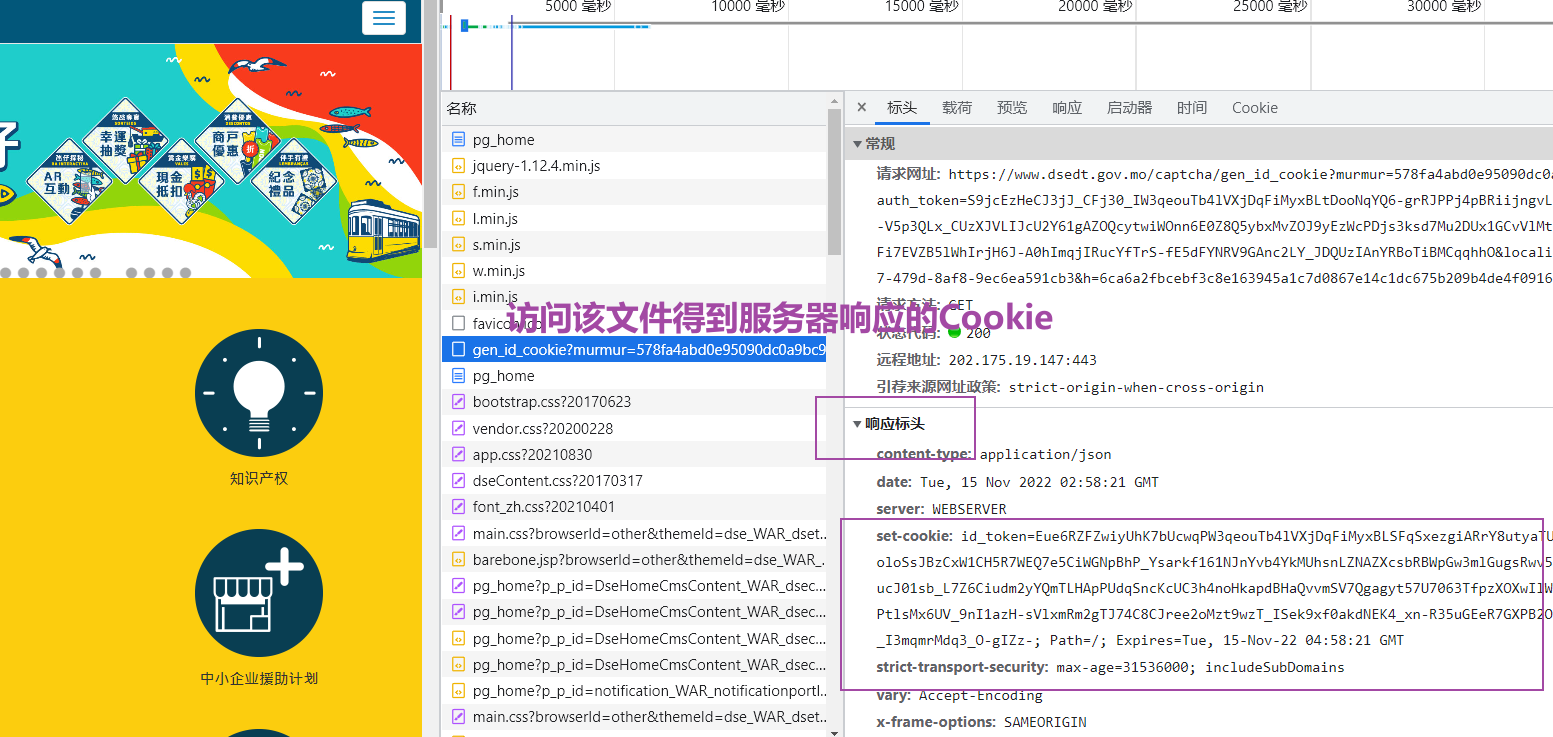 5000 毫秒
10000 毫秒
15000 毫秒
20000 毫秒
25000 毫秒
30000 毫秒
幸運
抽獎
消費優惠
商戶
優惠
折
AR
互動
現金
抵扣
紀念
禮品
知识产权
中小企业援助计划
名称
pg_home
jquery-1.12.4.min.js
f.min.js
l.min.js
s.min.js
w.min.js
i.min.js
favicon.ico
gen_id_cookie?murmur=578fa4abd0e95090dc0a9bc9
pg_home
bootstrap.css?20170623
vendor.css?20200228
app.css?20210830
dseContent.css?20170317
font_zh.css?20210401
main.css?browserId=other&themeId=dse_WAR_dset...
barebone.jsp?browserId=other&themeId=dse_WAR_...
pg_home?p_p_id=DseHomeCmsContent_WAR_dsec...
pg_home?p_p_id=DseHomeCmsContent_WAR_dsec...
pg_home?p_p_id=DseHomeCmsContent_WAR_dsec...
pg_home?p_p_id=DseHomeCmsContent_WAR_dsec...
pg_home?p_p_id=notification_WAR_notificationportl...
main.css?browserId=other&themeId=dse_WAR_dset...
访问该文件得到服务器响应的Cookie
× 标头 载荷 预览 响应 启动器 时间 Cookie
常规
请求网址: https://www.dsedt.gov.mo/captcha/gen_id_cookie?murmur=578fa4abd0e95090dc0a
auth_token=S9jcEzHeCJ3jJ_CFj30_IW3qeouTb4lVXjDqFiMyxBLtDooNqYQ6-grRJPPj4pBRiijngvL
-V5p3QLx_CUzXJVLIJcU2Y61gAZOQcytwiWOnn6E0Z8Q5ybxMvZOJ9yEzWcPDjs3ksd7Mu2DUx1GCvVlMt
Fi7EVZB5lWhIrjH6J-A0hImqjIRucYfTrS-fE5dFYNRV9GAnc2LY_JDQUzIAnYRBoTiBMCqqhhO&locali
7-479d-8af8-9ec6ea591cb3&h=6ca6a2fbcebf3c8e163945a1c7d0867e14c1dc675b209b4de4f0916
请求方法: GET
状态代码: 200
远程地址: 202.175.19.147:443
引荐来源网址政策: strict-origin-when-cross-origin
响应标头
content-type: application/json
date: Tue, 15 Nov 2022 02:58:21 GMT
server: WEBSERVER
set-cookie: id_token=Eue6RZFZwiyUhK7bUcwqPW3qeouTb4lVXjDqFiMyxBLSFqSxezgiARrY8utyaTU
oloSsJBzCxW1CH5R7WEQ7e5CiWGNpBhP_Ysarkf161NJnYvb4YkMUhsnLZNAZXcsbRBWpGw3mlGugsRwv5
ucJ01sb_L7Z6Ciudm2yYQmTLHApPUdqSncKcUC3h4noHkapdBHaQvvmSV7Qgagyt57U7063TfpzXOXwIlW
PtlsMx6UV_9nI1azH-sVlxmRm2gTJ74C8CJree2oMzt9wzT_ISek9xf0akdNEK4_xn-R35uGEeR7GXPB2O
_I3mqmrMdq3_O-gIZz-; Path=/; Expires=Tue, 15-Nov-22 04:58:21 GMT
strict-transport-security: max-age=31536000; includeSubDomains
vary: Accept-Encoding
x-frame-options: SAMEORIGIN